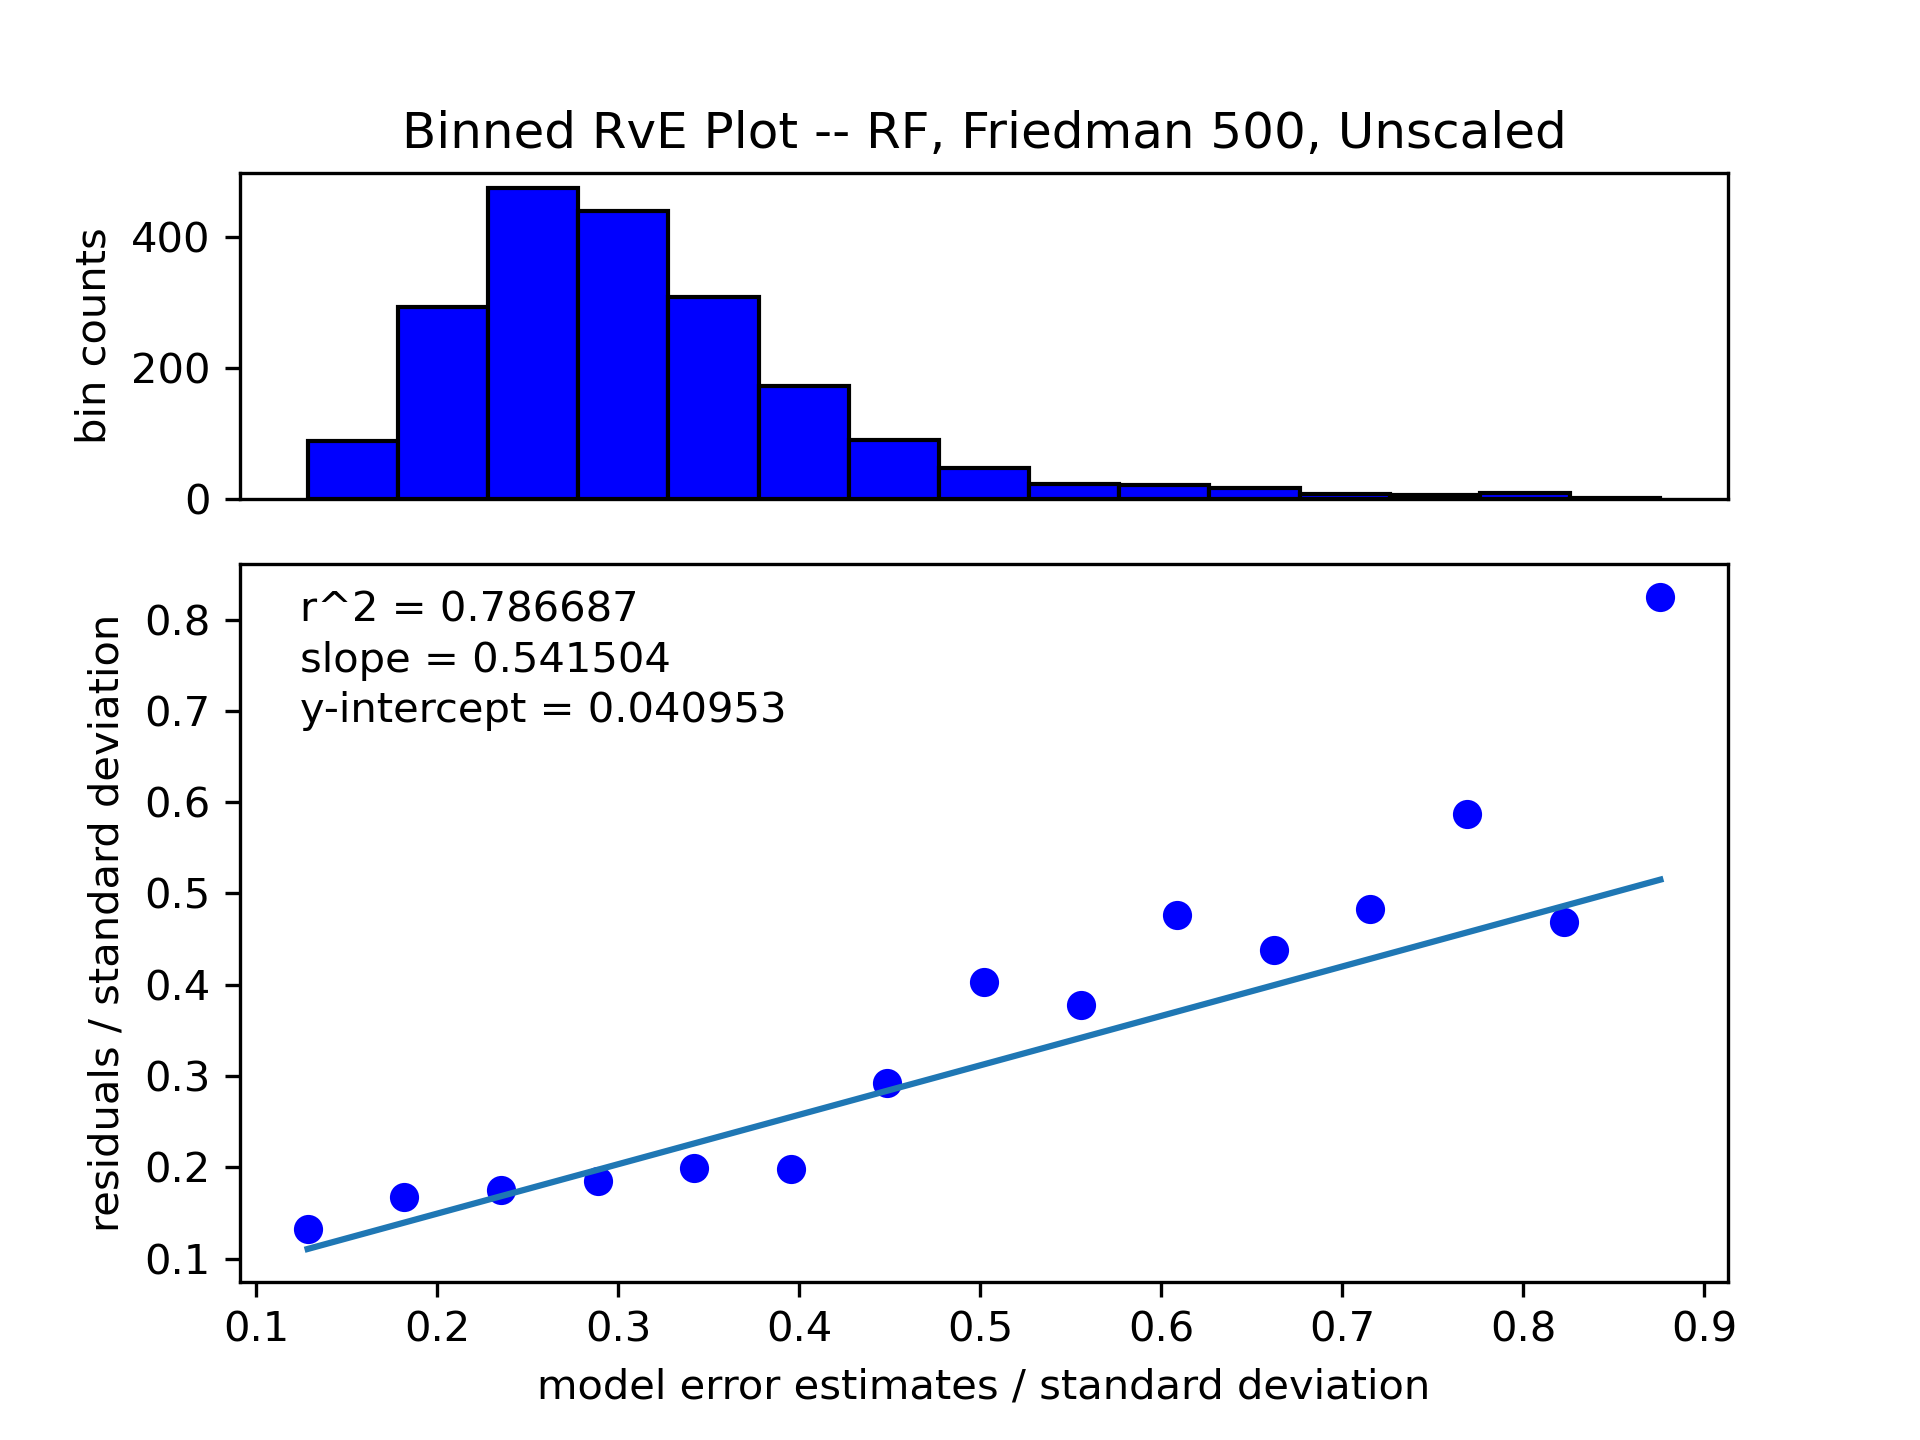 Binned RvE Plot -- RF, Friedman 500, Unscaled
bin counts
400
200
0
r^2 = 0.786687
slope = 0.541504
y-intercept = 0.040953
residuals / standard deviation
0.8
0.7
0.6
0.5
0.4
0.3
0.2
0.1
0.1 0.2 0.3 0.4 0.5 0.6 0.7 0.8 0.9
model error estimates / standard deviation